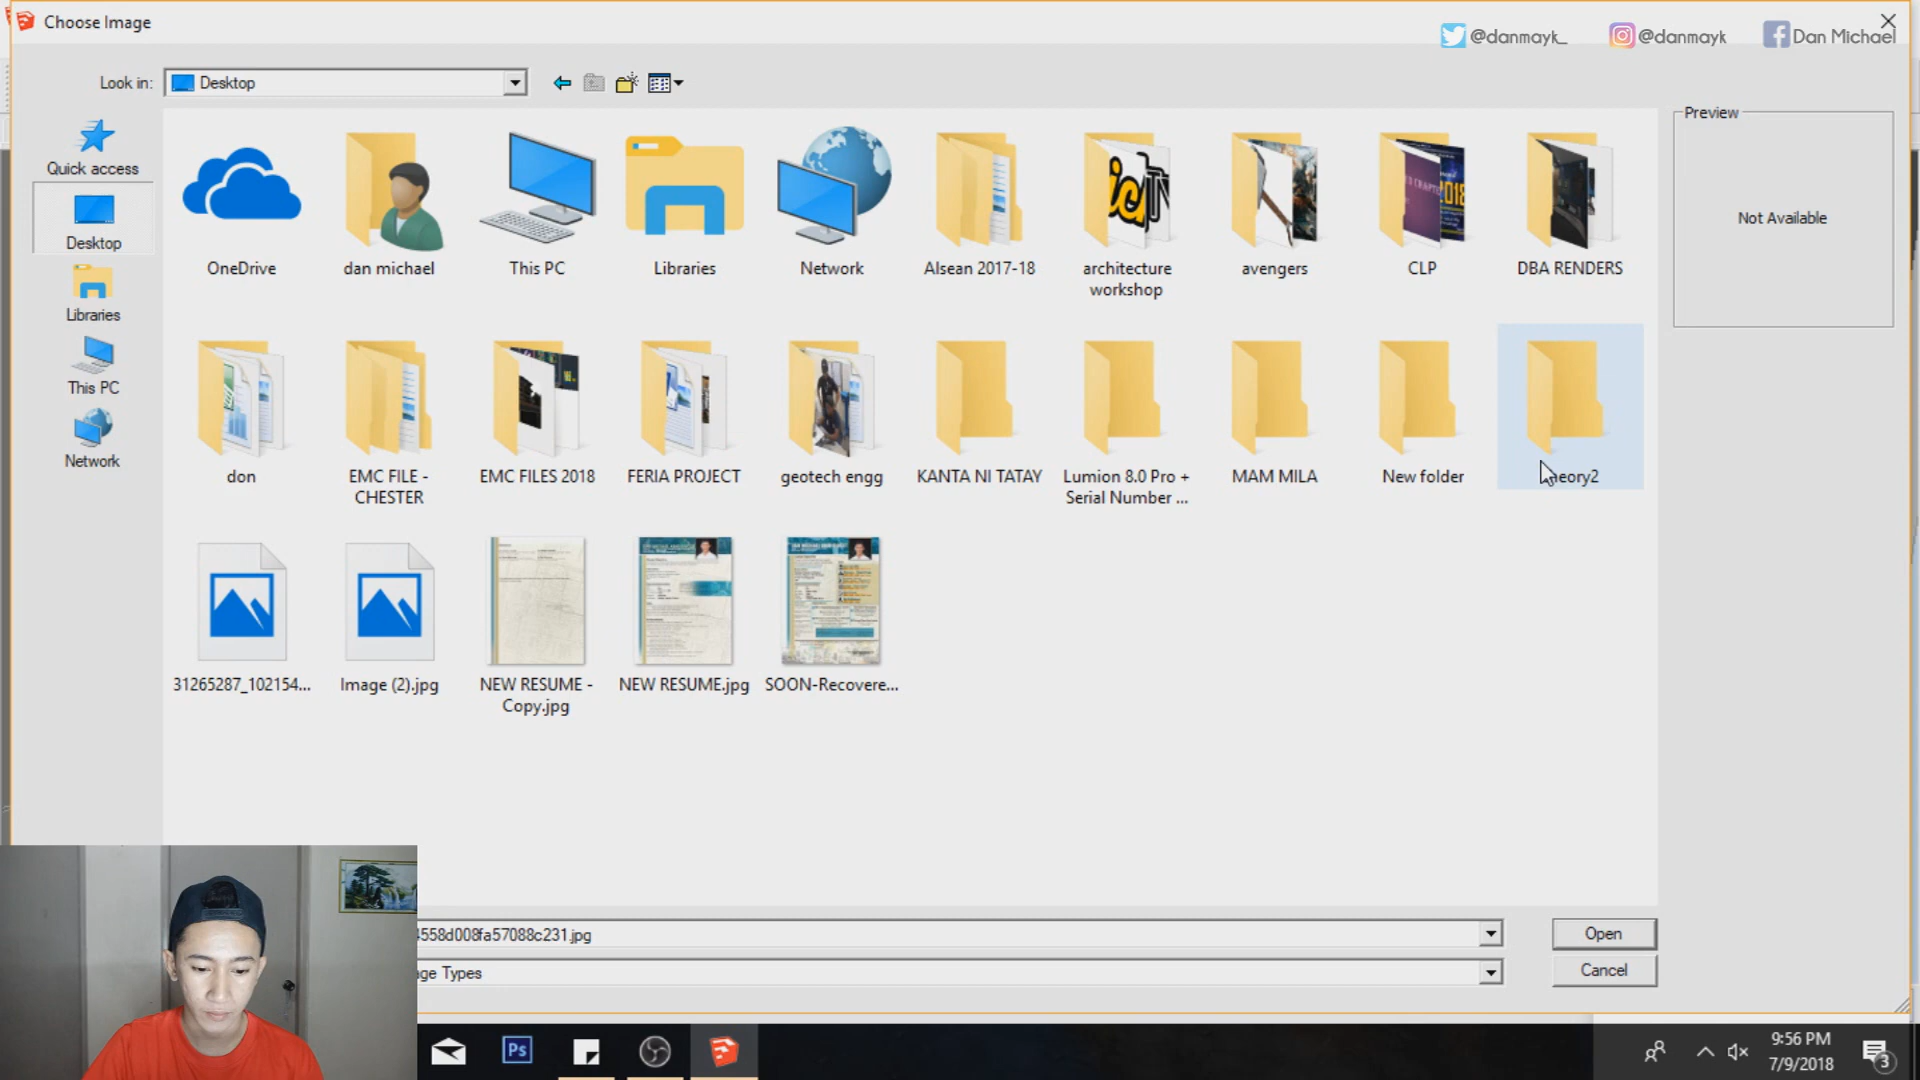 Choose Image
@danmayk_
@danmayk
Dan Michael
Look in:
Desktop
Preview
Not Available
Quick access
Desktop
Libraries
This PC
Network
OneDrive
dan michael
This PC
Libraries
Network
Alsean 2017-18
architecture
workshop
avengers
CLP
DBA RENDERS
don
EMC FILE -
CHESTER
EMC FILES 2018
FERIA PROJECT
geotech engg
KANTA NI TATAY
Lumion 8.0 Pro +
Serial Number ...
MAM MILA
New folder
eory2
31265287_102154...
Image (2).jpg
NEW RESUME -
Copy.jpg
NEW RESUME.jpg
SOON-Recovere...
4558d008fa57088c231.jpg
Open
ge Types
Cancel
Ps
9:56 PM
7/9/2018
3